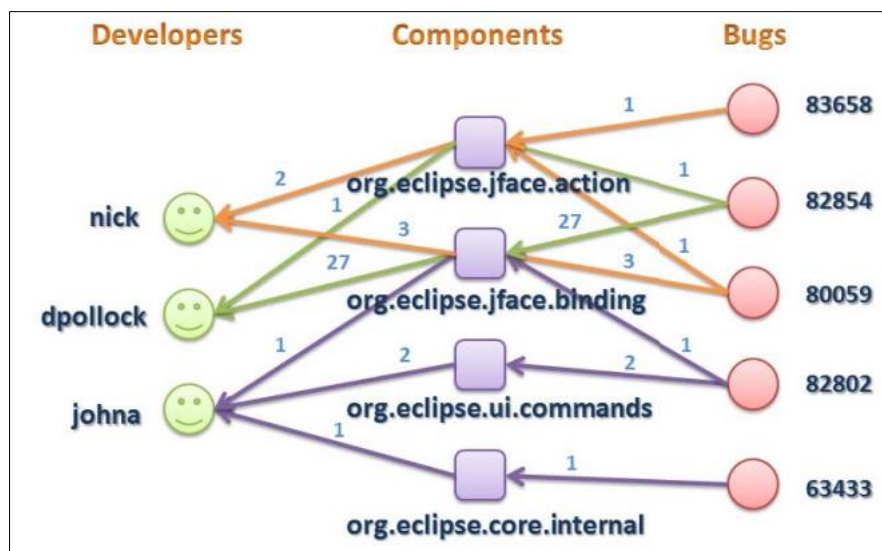 Developers Components Bugs
1 83658
2 org.eclipse.jface.action 1 82854
nick 1
3 27 1
27 3 80059
org.eclipse.jface.binding
dpollock
1 2 2 1 82802
johna org.eclipse.ui.commands
1 1 63433
org.eclipse.core.internal